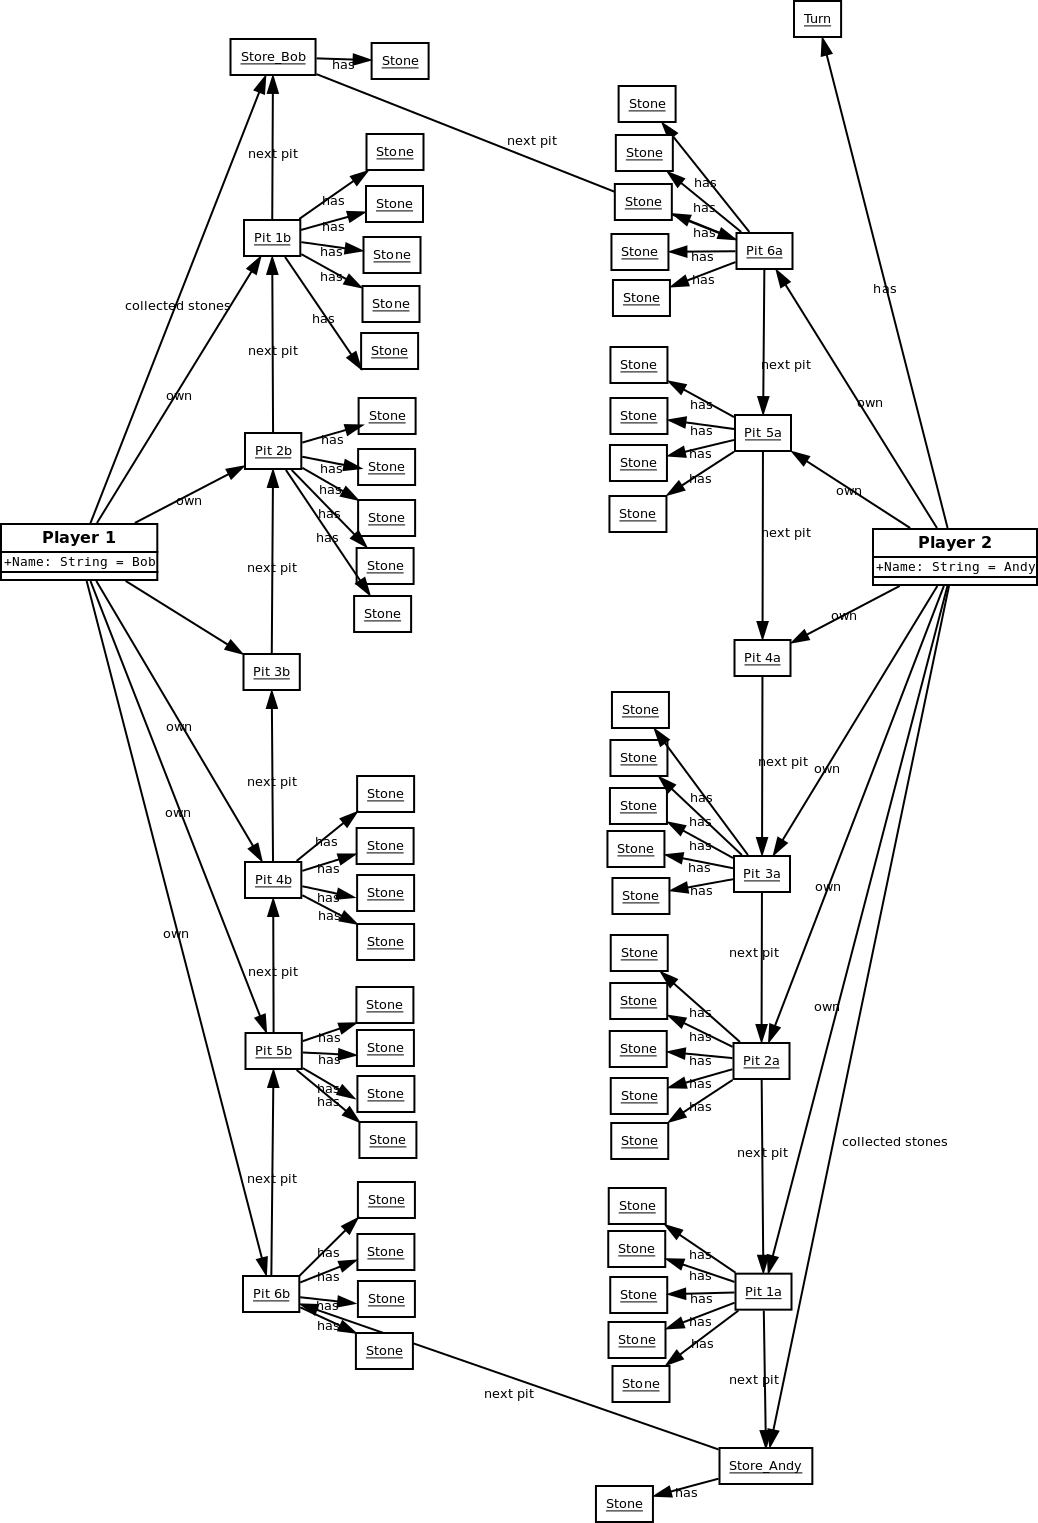 Turn
Store_Bob
has
Stone
next pit
Stone
Stone
Stone
Stone
Stone
has
has
has
has
has
Pit 6a
has
next pit
Stone
Stone
Stone
Stone
Stone
has
has
has
has
has
Pit 1b
collected stones
own
next pit
next pit
own
Stone
Stone
Stone
Stone
has
has
has
has
Pit 5a
own
next pit
Stone
Stone
Stone
Stone
Stone
has
has
has
has
has
Pit 2b
own
Player 1
+Name: String = Bob
Player 2
+Name: String = Andy
next pit
own
Pit 3b
Pit 4a
own
next pit
next pit
own
Stone
Stone
Stone
Stone
Stone
has
has
has
has
has
Pit 3a
Stone
Stone
Stone
Stone
has
has
has
has
Pit 4b
own
own
next pit
next pit
own
own
Stone
Stone
Stone
Stone
Stone
has
has
has
has
has
Pit 2a
Stone
Stone
Stone
Stone
has
has
has
has
Pit 5b
next pit
next pit
collected stones
Stone
Stone
Stone
Stone
Stone
has
has
has
has
has
Pit 1a
Stone
Stone
Stone
Stone
has
has
has
has
Pit 6b
next pit
next pit
Store_Andy
has
Stone